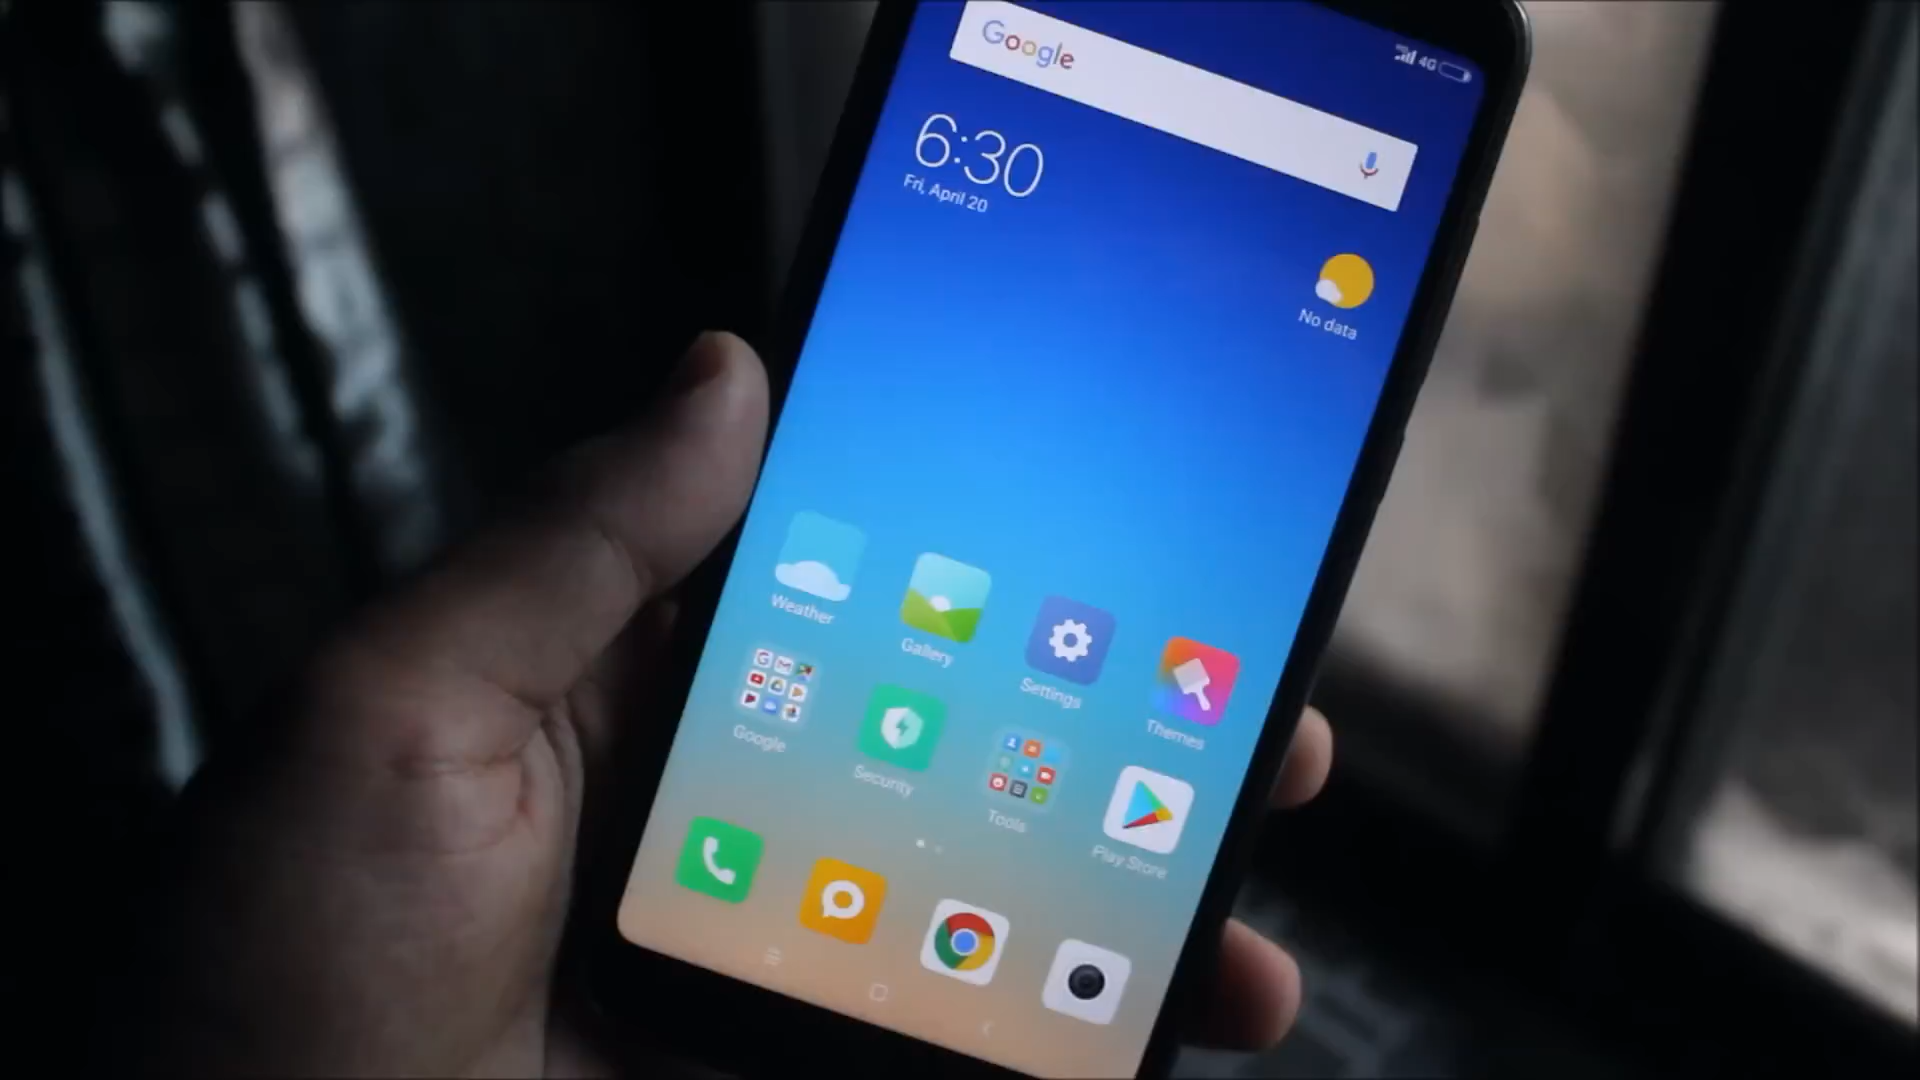 Google
4G
6:30
Fri, April 20
No data
Weather
Gallery
Settings
Themes
Google
Security
Tools
Play Store